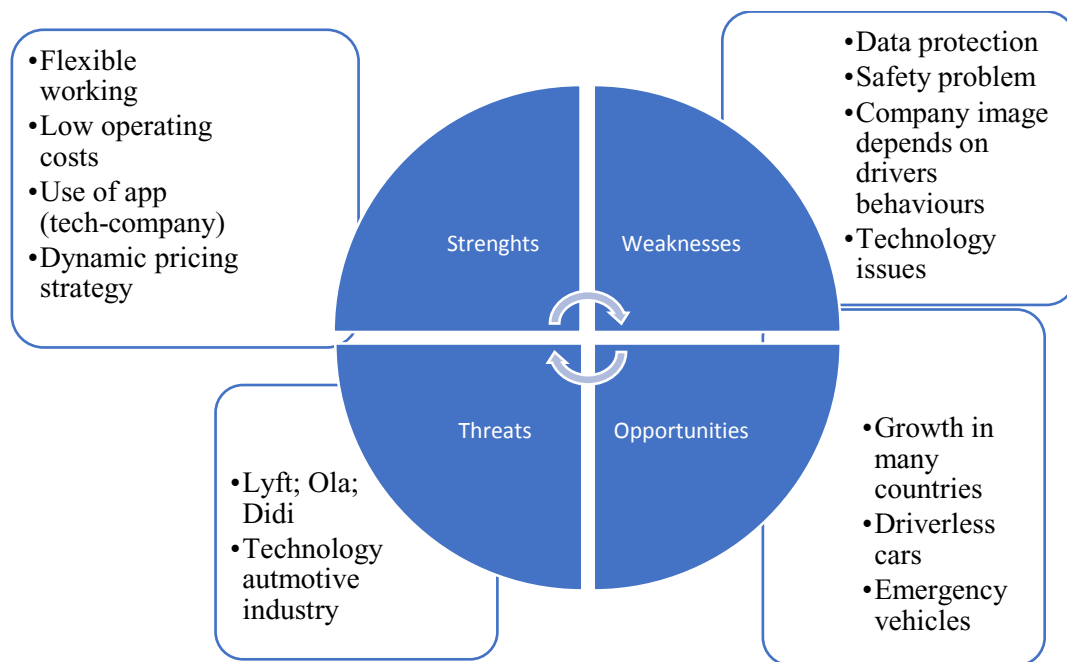 •Flexible
working
•Low operating
costs
•Use of app
(tech-company)
•Dynamic pricing
strategy
•Data protection
•Safety problem
•Company image
depends on
drivers
behaviours
•Technology
issues
Strenghts
Weaknesses
Threats
Opportunities
•Lyft; Ola;
Didi
•Technology
autmotive
industry
•Growth in
many
countries
•Driverless
cars
•Emergency
vehicles